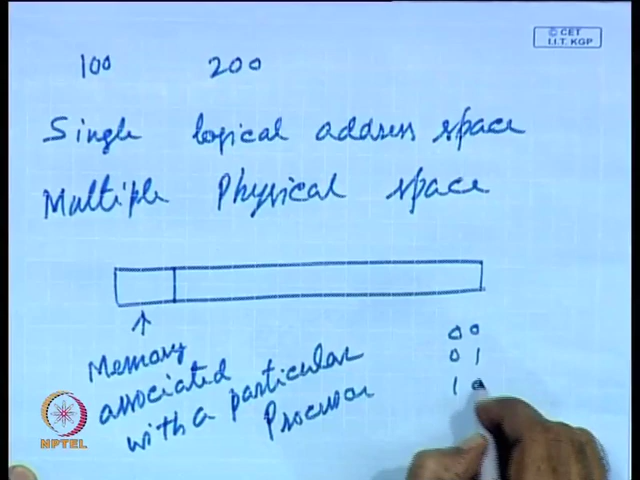 © CET
I.I.T. KGP
100 200
Single logical address space
Multiple Physical space
Memory
associated
with a particular
Processor
00
01
10
NPTEL